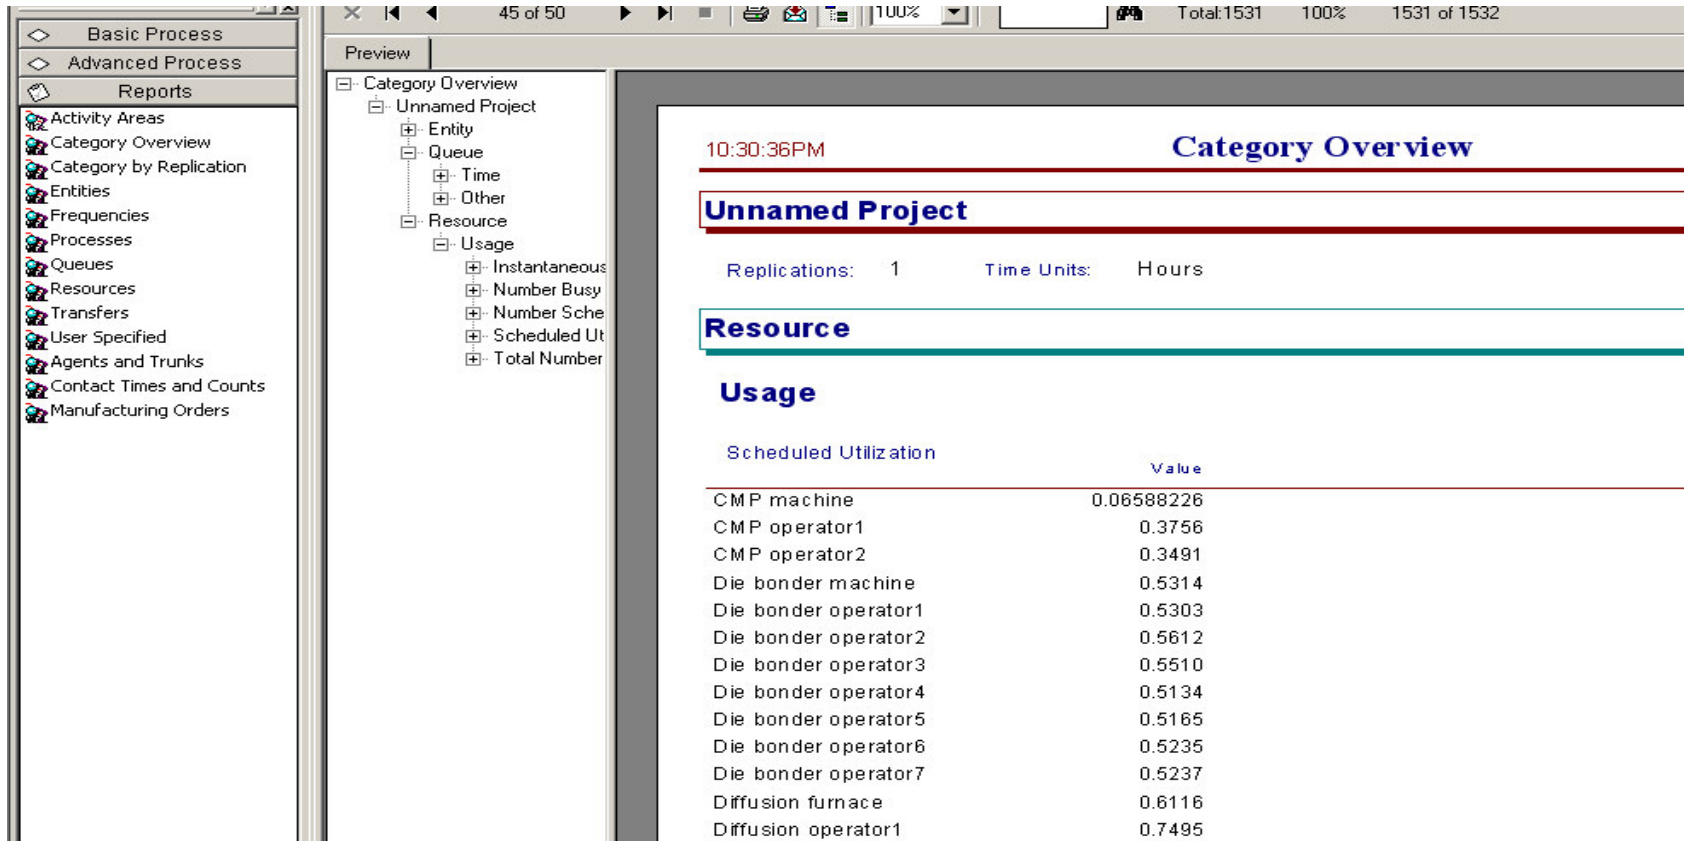 45 of 50
100%
Total:1531
100%
1531 of 1532
Basic Process
Advanced Process
Reports
Activity Areas
Category Overview
Category by Replication
Entities
Frequencies
Processes
Queues
Resources
Transfers
User Specified
Agents and Trunks
Contact Times and Counts
Manufacturing Orders
Preview
Category Overview
Unnamed Project
Entity
Queue
Time
Other
Resource
Usage
Instantaneous
Number Busy
Number Sche
Scheduled Ut
Total Number
10:30:36PM
Category Overview
Unnamed Project
Replications: 1 Time Units: Hours
Resource
Usage
Scheduled Utilization
Value
CMP machine 0.06588226
CMP operator1 0.3756
CMP operator2 0.3491
Die bonder machine 0.5314
Die bonder operator1 0.5303
Die bonder operator2 0.5612
Die bonder operator3 0.5510
Die bonder operator4 0.5134
Die bonder operator5 0.5165
Die bonder operator6 0.5235
Die bonder operator7 0.5237
Diffusion furnace 0.6116
Diffusion operator1 0.7495